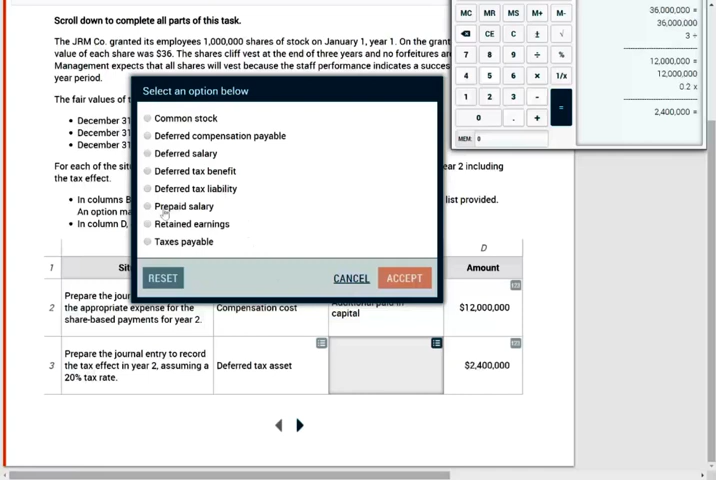 Scroll down to complete all parts of this task.
The JRM Co. granted its employees 1,000,000 shares of stock on January 1, year 1. On the grant
value of each share was $36. The shares cliff vest at the end of three years and no forfeitures ar
Management expects that all shares will vest because the staff performance indicates a succes
year period.
The fair values of t
• December 31
• December 31
• December 31
For each of the sit
ear 2 including
the tax effect.
• In columns B
list provided.
An option ma
• In column D,
Select an option below
Common stock
Deferred compensation payable
Deferred salary
Deferred tax benefit
Deferred tax liability
Prepaid salary
Retained earnings
Taxes payable
RESET
CANCEL
ACCEPT
D
1
Sit
Amount
2
Prepare the jour
the appropriate expense for the
share-based payments for year 2.
Compensation cost
Additional paid-in
capital
$12,000,000
3
Prepare the journal entry to record
the tax effect in year 2, assuming a
20% tax rate.
Deferred tax asset
$2,400,000
MC MR MS M+ M-
CE C ± √
7 8 9 ÷ %
4 5 6 × 1/x
1 2 3 - =
0 . +
MEM: 0
36,000,000 =
36,000,000
3 ÷
12,000,000 =
12,000,000
0.2 x
2,400,000 =